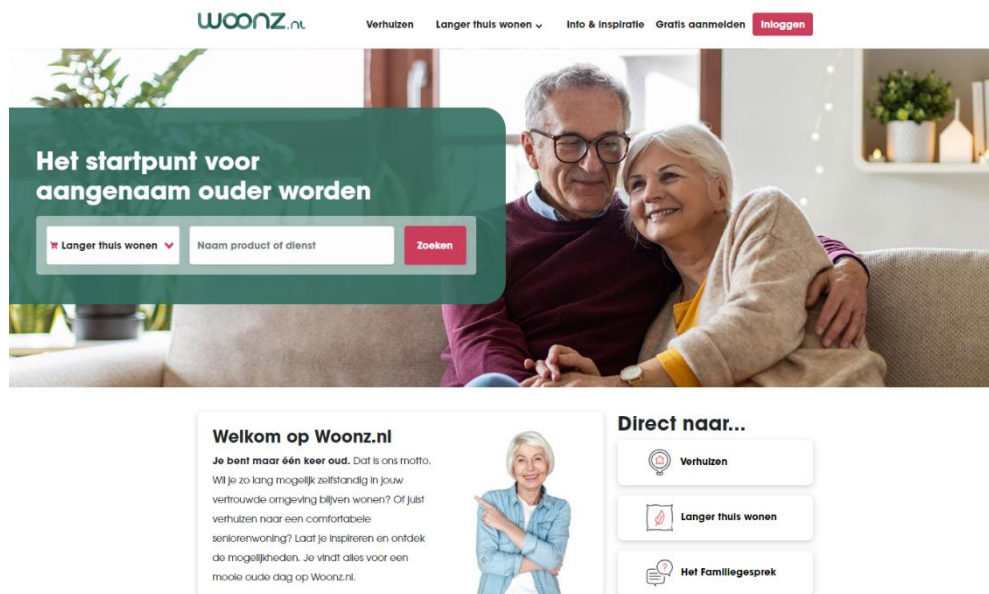 woonz.nl
Verhuizen Langer thuis wonen Info & inspiratie Gratis aanmelden Inloggen
Het startpunt voor
aangenaam ouder worden
Langer thuis wonen Naam product of dienst Zoeken
Welkom op Woonz.nl
Je bent maar één keer oud. Dat is ons motto.
Wil je zo lang mogelijk zelfstandig in jouw
vertrouwde omgeving blijven wonen? Of juist
verhuizen naar een comfortabele
seniorenwoning? Laat je inspireren en ontdek
de mogelijkheden. Je vindt alles voor een
mooie oude dag op Woonz.nl.
Direct naar...
Verhuizen
Langer thuis wonen
Het Familiegesprek